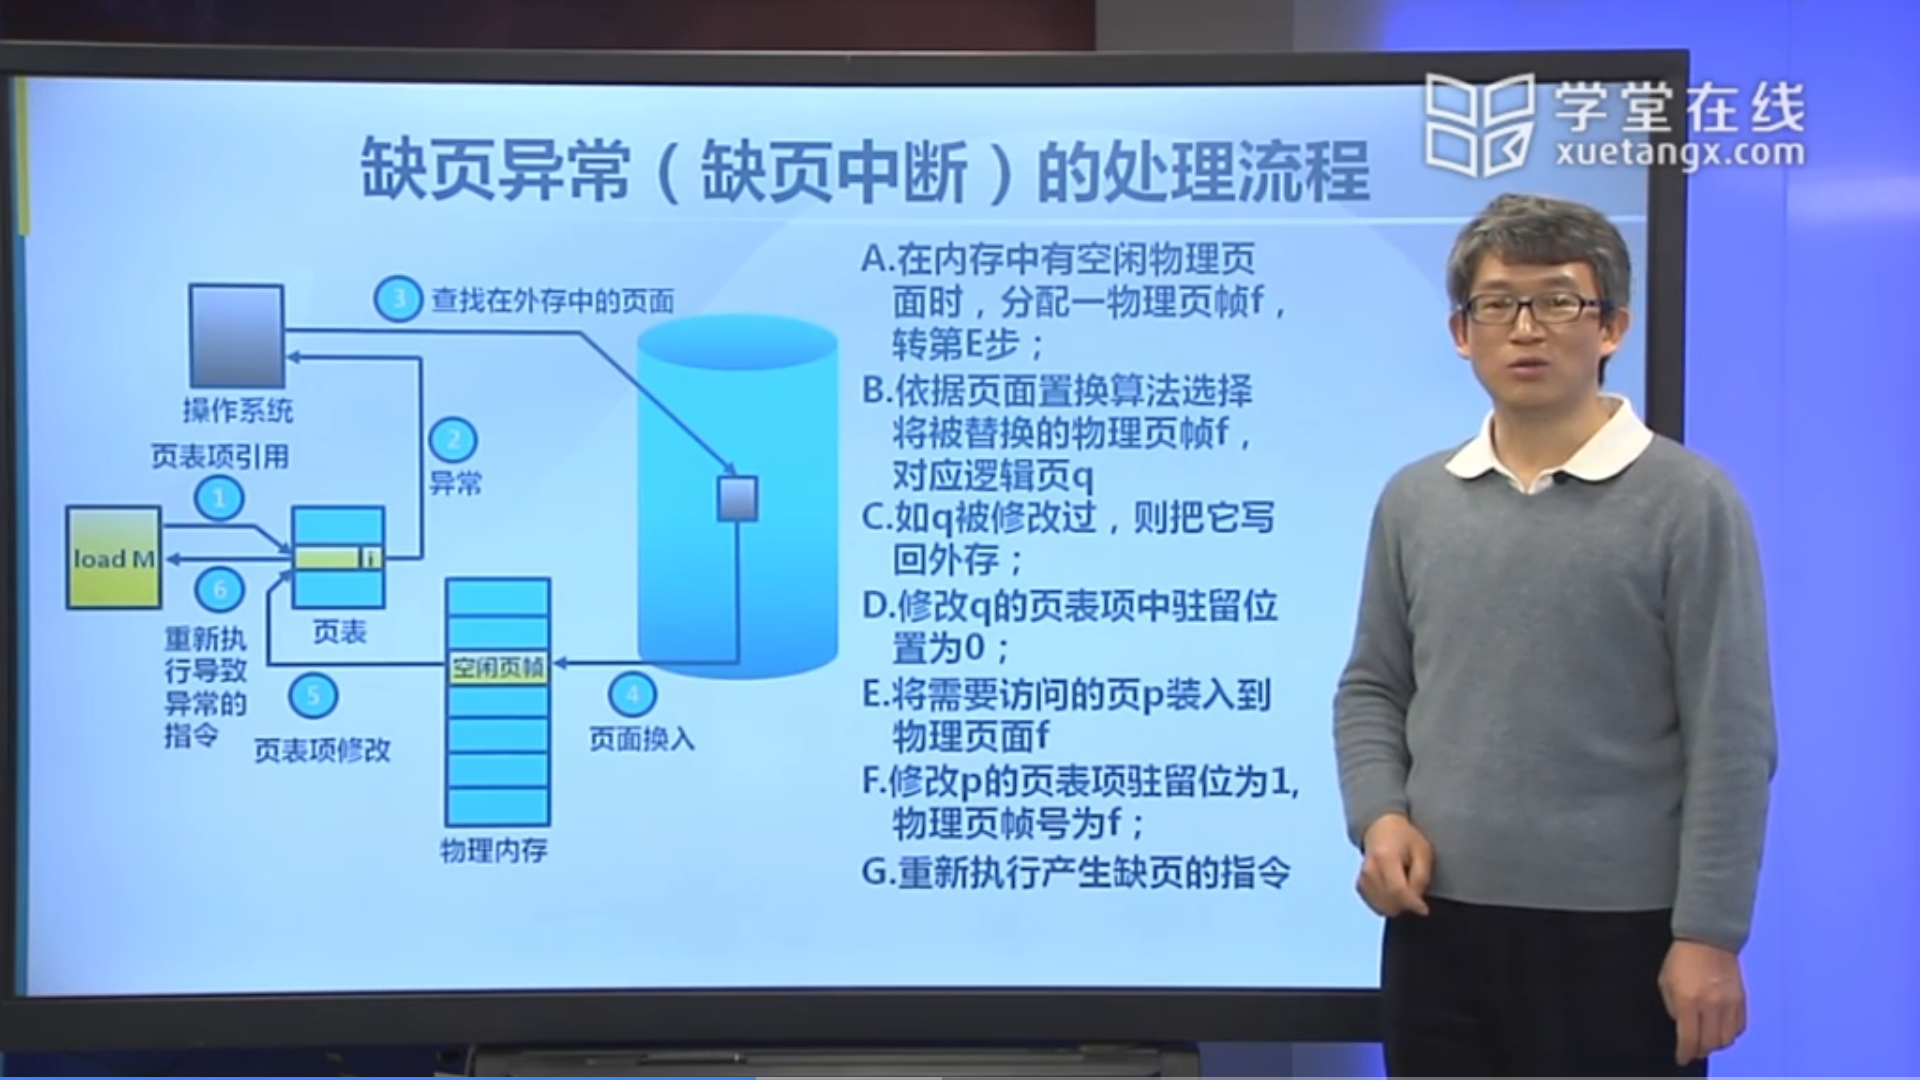 学堂在线
xuetangx.com
缺页异常（缺页中断）的处理流程
3 查找在外存中的页面
操作系统
页表项引用
1
2
异常
load M
i
6
重新执
行导致
异常的
指令
页表
空闲页帧
5
页表项修改
4
页面换入
物理内存
A.在内存中有空闲物理页
面时，分配一物理页帧f，
转第E步；
B.依据页面置换算法选择
将被替换的物理页帧f，
对应逻辑页q
C.如q被修改过，则把它写
回外存；
D.修改q的页表项中驻留位
置为0；
E.将需要访问的页p装入到
物理页面f
F.修改p的页表项驻留位为1,
物理页帧号为f；
G.重新执行产生缺页的指令